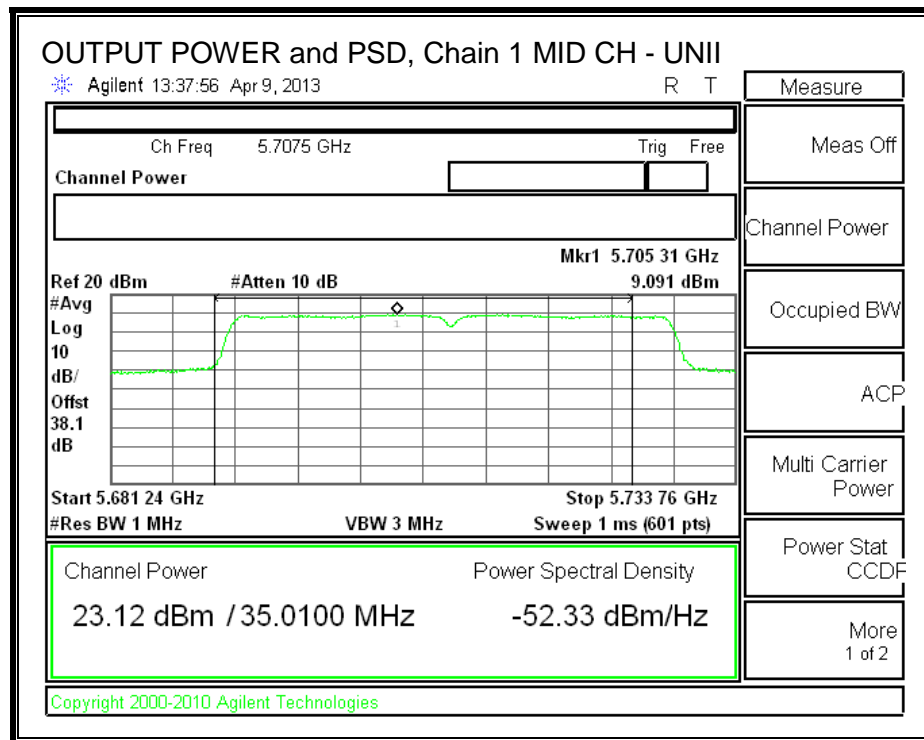 OUTPUT POWER and PSD, Chain 1 MID CH - UNII
Agilent 13:37:56 Apr 9, 2013 R T
Measure
Ch Freq 5.7075 GHz Trig Free
Meas Off
Channel Power
Channel Power
Mkr1 5.705 31 GHz
Ref 20 dBm #Atten 10 dB 9.091 dBm
#Avg
Log
10
dB/
Offst
38.1
dB
1
Occupied BW
ACP
Start 5.681 24 GHz Stop 5.733 76 GHz
#Res BW 1 MHz VBW 3 MHz Sweep 1 ms (601 pts)
Multi Carrier
Power
Channel Power Power Spectral Density
23.12 dBm / 35.0100 MHz -52.33 dBm/Hz
Power Stat
CCDF
More
1 of 2
Copyright 2000-2010 Agilent Technologies